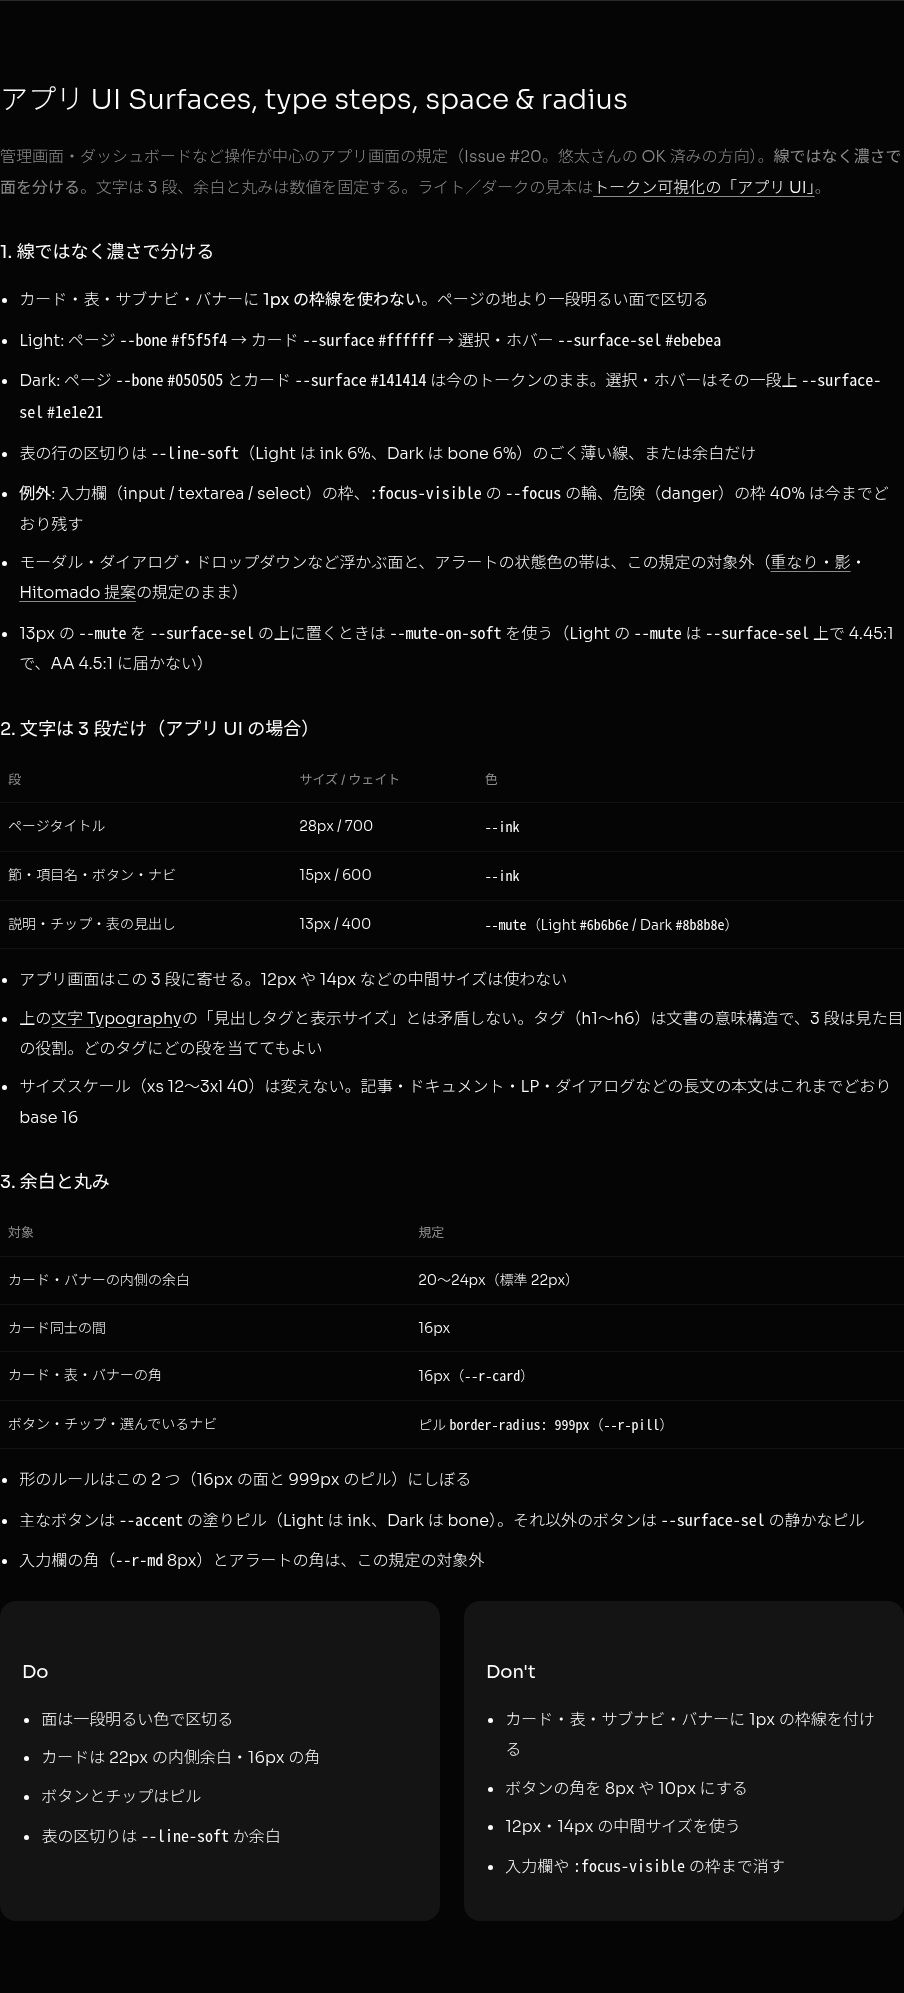 アプリ UI Surfaces, type steps, space & radius
管理画面・ダッシュボードなど操作が中心のアプリ画面の規定（Issue #20。悠太さんの OK 済みの方向）。線ではなく濃さで
面を分ける。文字は 3 段、余白と丸みは数値を固定する。ライト／ダークの見本はトークン可視化の「アプリ UI」。
1. 線ではなく濃さで分ける
• カード・表・サブナビ・バナーに 1px の枠線を使わない。ページの地より一段明るい面で区切る
• Light: ページ --bone #f5f5f4 → カード --surface #ffffff → 選択・ホバー --surface-sel #ebebea
• Dark: ページ --bone #050505 とカード --surface #141414 は今のトークンのまま。選択・ホバーはその一段上 --surface-
sel #1e1e21
• 表の行の区切りは --line-soft（Light は ink 6%、Dark は bone 6%）のごく薄い線、または余白だけ
• 例外: 入力欄（input / textarea / select）の枠、:focus-visible の --focus の輪、危険（danger）の枠 40% は今までど
おり残す
• モーダル・ダイアログ・ドロップダウンなど浮かぶ面と、アラートの状態色の帯は、この規定の対象外（重なり・影・
Hitomado 提案の規定のまま）
• 13px の --mute を --surface-sel の上に置くときは --mute-on-soft を使う（Light の --mute は --surface-sel 上で 4.45:1
で、AA 4.5:1 に届かない）
2. 文字は 3 段だけ（アプリ UI の場合）
段 サイズ / ウェイト 色
ページタイトル 28px / 700 --ink
節・項目名・ボタン・ナビ 15px / 600 --ink
説明・チップ・表の見出し 13px / 400 --mute（Light #6b6b6e / Dark #8b8b8e）
• アプリ画面はこの 3 段に寄せる。12px や 14px などの中間サイズは使わない
• 上の文字 Typographyの「見出しタグと表示サイズ」とは矛盾しない。タグ（h1〜h6）は文書の意味構造で、3 段は見た目
の役割。どのタグにどの段を当ててもよい
• サイズスケール（xs 12〜3xl 40）は変えない。記事・ドキュメント・LP・ダイアログなどの長文の本文はこれまでどおり
base 16
3. 余白と丸み
対象 規定
カード・バナーの内側の余白 20〜24px（標準 22px）
カード同士の間 16px
カード・表・バナーの角 16px（--r-card）
ボタン・チップ・選んでいるナビ ピル border-radius: 999px（--r-pill）
• 形のルールはこの 2 つ（16px の面と 999px のピル）にしぼる
• 主なボタンは --accent の塗りピル（Light は ink、Dark は bone）。それ以外のボタンは --surface-sel の静かなピル
• 入力欄の角（--r-md 8px）とアラートの角は、この規定の対象外
Do
• 面は一段明るい色で区切る
• カードは 22px の内側余白・16px の角
• ボタンとチップはピル
• 表の区切りは --line-soft か余白
Don't
• カード・表・サブナビ・バナーに 1px の枠線を付け
る
• ボタンの角を 8px や 10px にする
• 12px・14px の中間サイズを使う
• 入力欄や :focus-visible の枠まで消す